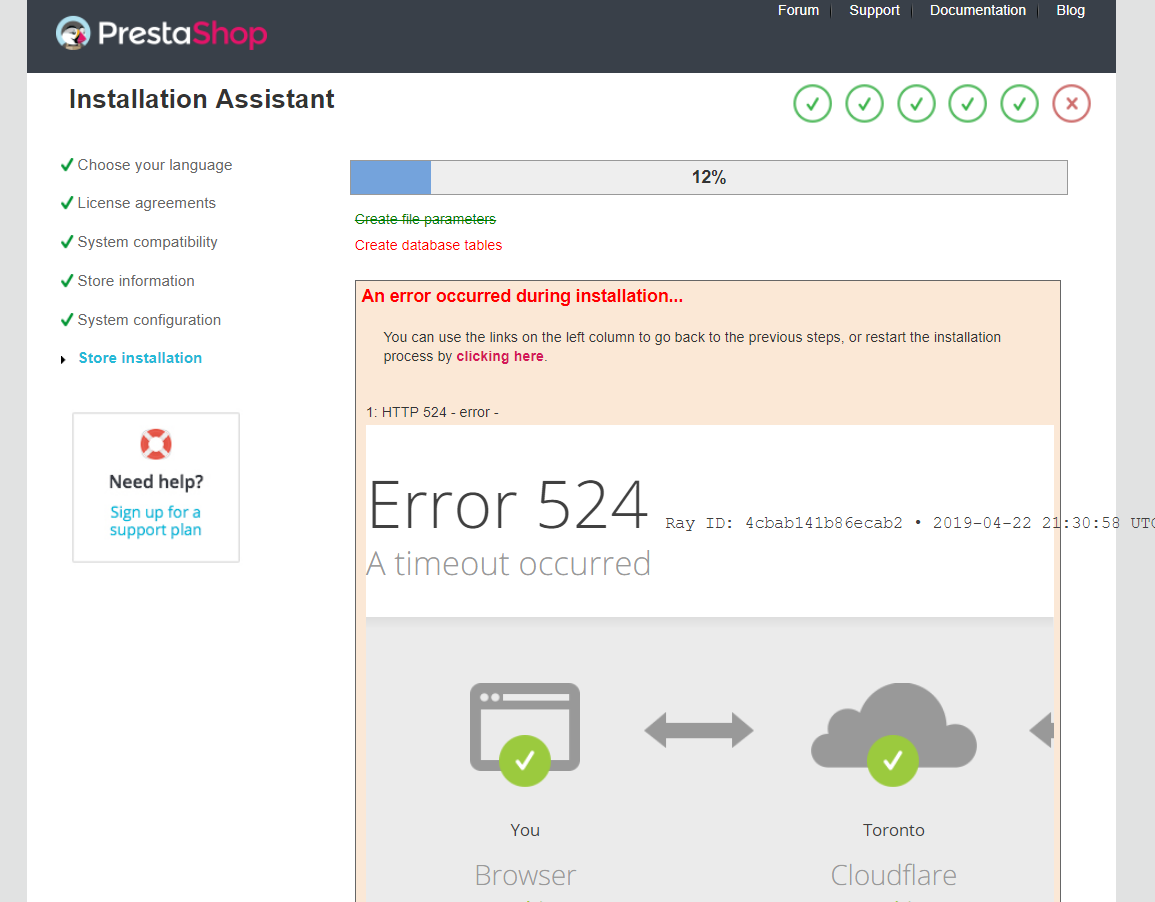 Forum Support Documentation Blog
PrestaShop
Installation Assistant
Choose your language
License agreements
System compatibility
Store information
System configuration
Store installation
Need help?
Sign up for a
support plan
12%
Create file parameters
Create database tables
An error occurred during installation...
You can use the links on the left column to go back to the previous steps, or restart the installation
process by clicking here.
1: HTTP 524 - error -
Error 524 Ray ID: 4cbab141b86ecab2 • 2019-04-22 21:30:58 UTC
A timeout occurred
You Toronto
Browser Cloudflare